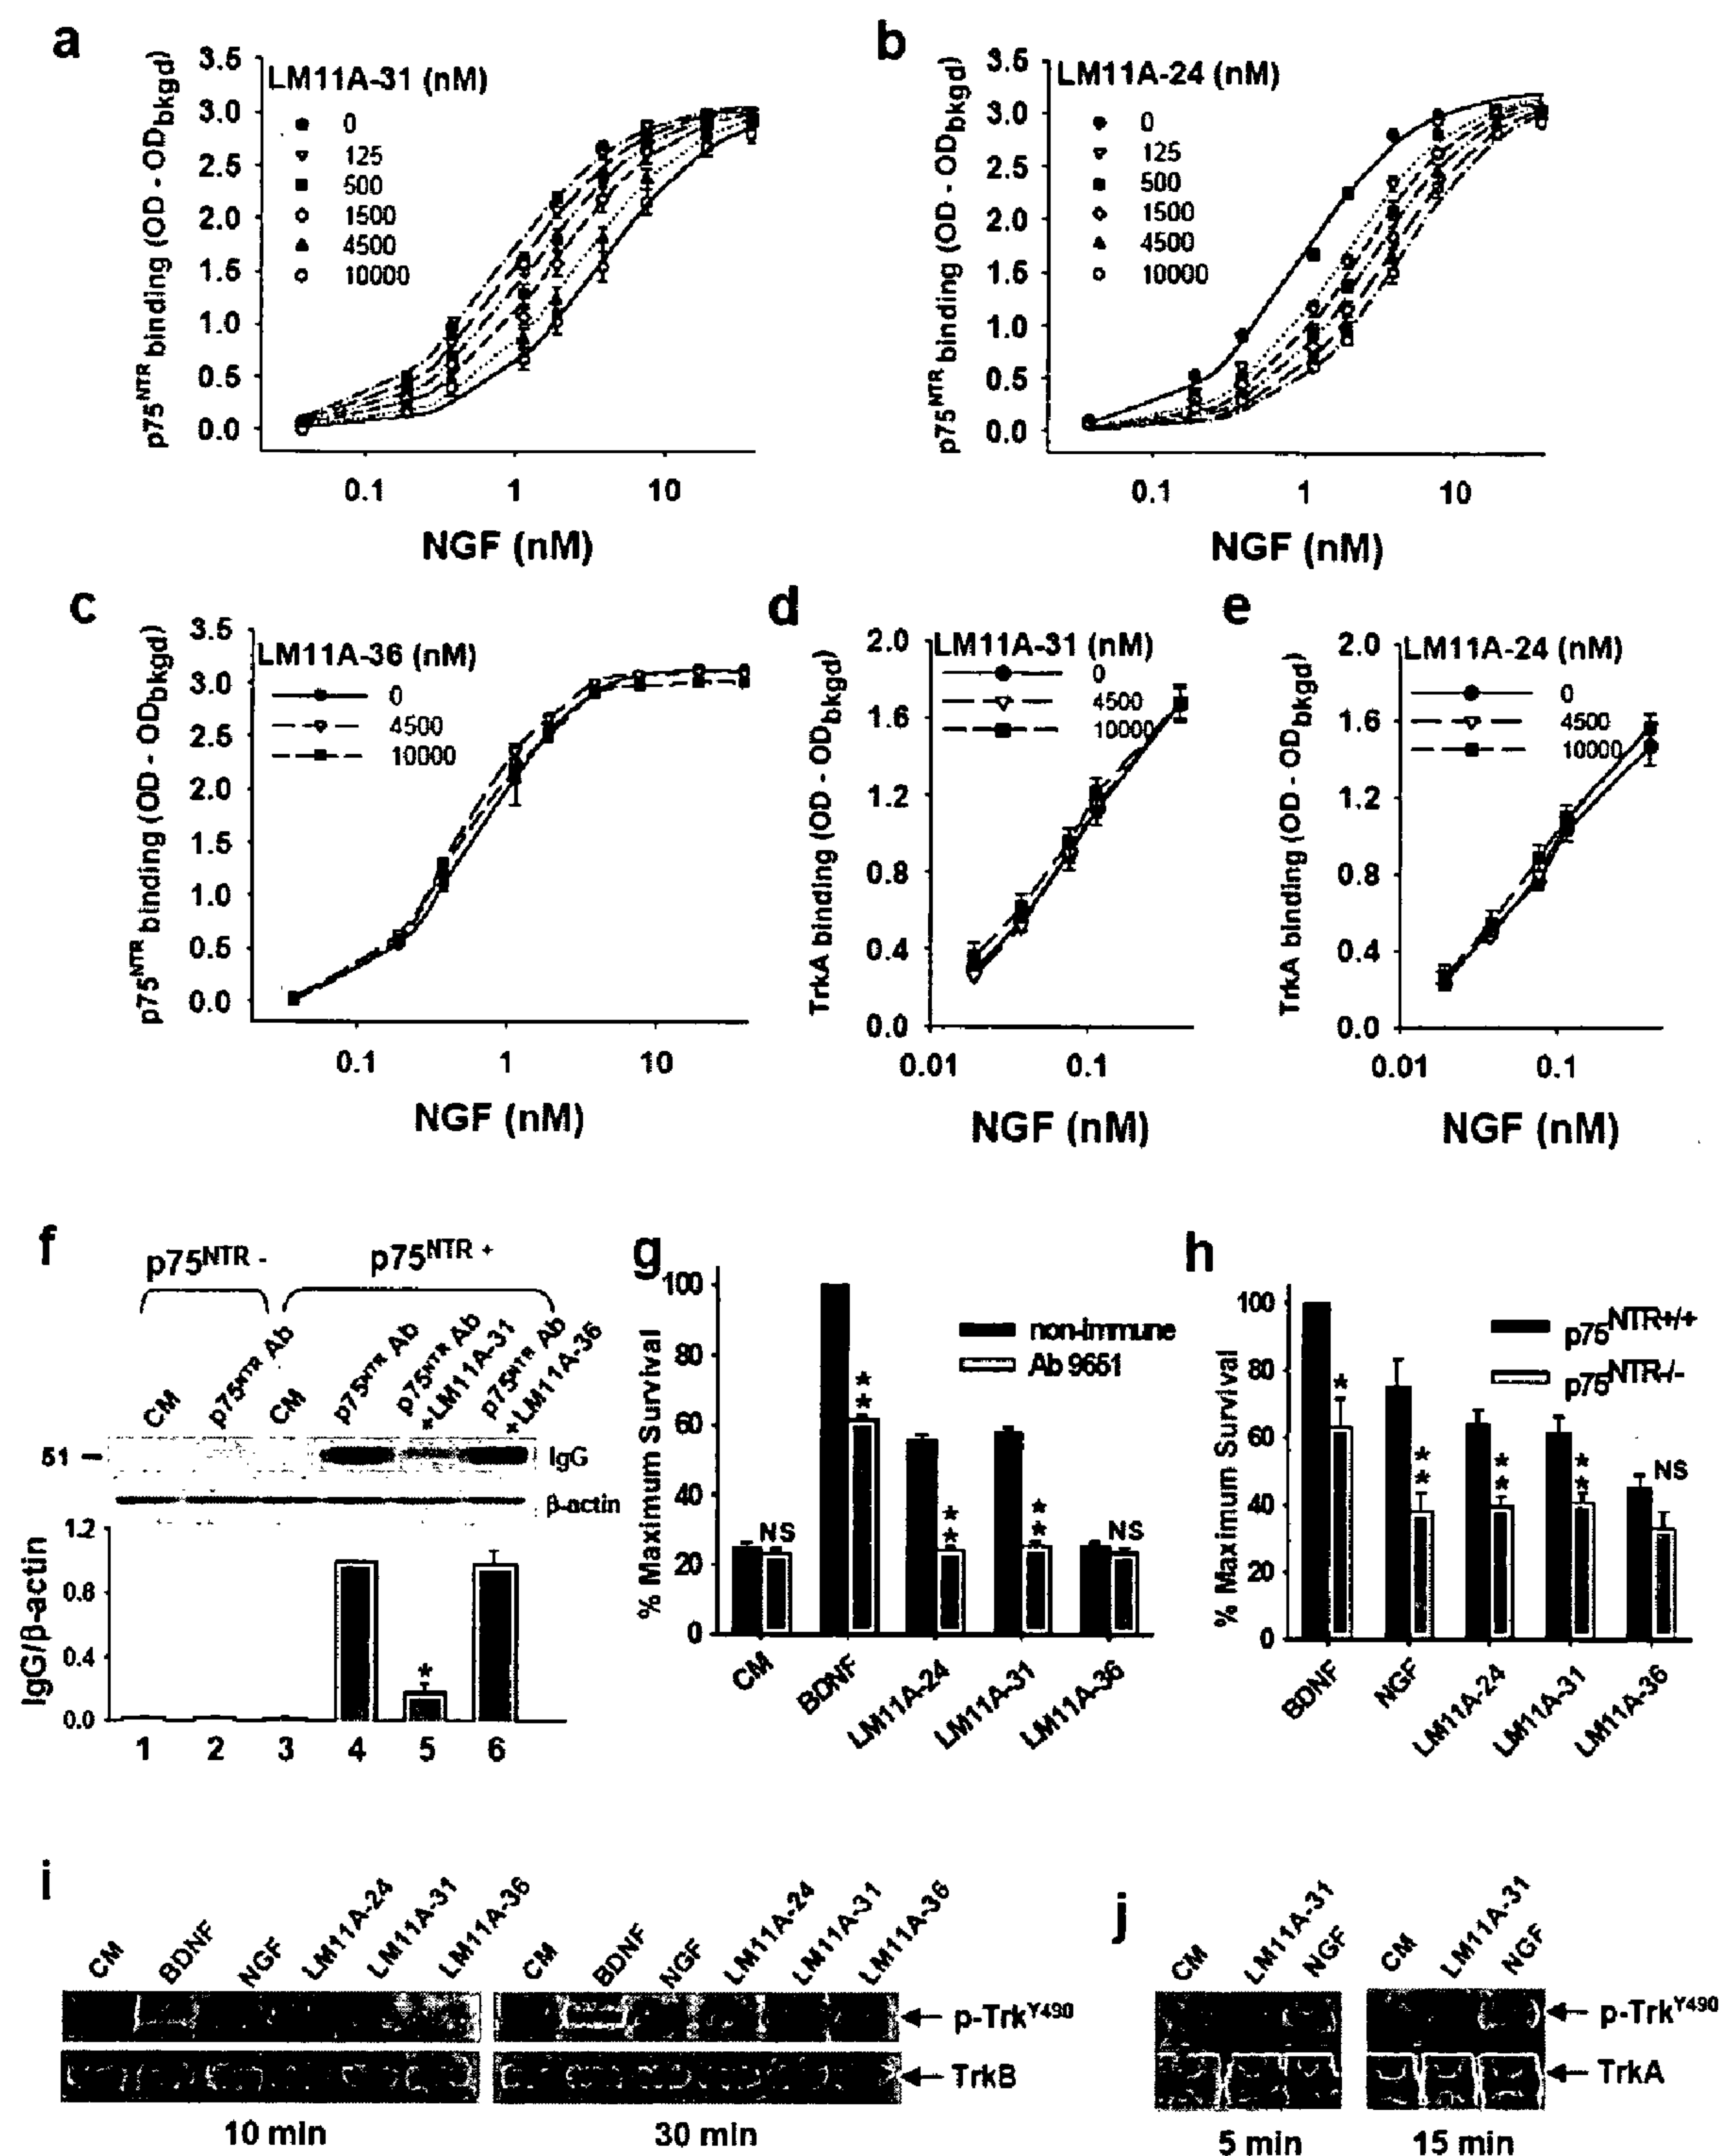 a
p75NTR binding (OD - ODbkgd)
3.5
3.0
2.5
2.0
1.5
1.0
0.5
0.0
LM11A-31 (nM)
0
125
500
1500
4500
10000
0.1 1 10
NGF (nM)
b
p75NTR binding (OD - ODbkgd)
3.5
3.0
2.5
2.0
1.5
1.0
0.5
0.0
LM11A-24 (nM)
0
125
500
1500
4500
10000
0.1 1 10
NGF (nM)
c
p75NTR binding (OD - ODbkgd)
3.5
3.0
2.5
2.0
1.5
1.0
0.5
0.0
LM11A-36 (nM)
0
4500
10000
0.1 1 10
NGF (nM)
d
TrkA binding (OD - ODbkgd)
2.0
1.6
1.2
0.8
0.4
0.0
LM11A-31 (nM)
0
4500
10000
0.01 0.1
NGF (nM)
e
TrkA binding (OD - ODbkgd)
2.0
1.6
1.2
0.8
0.4
0.0
LM11A-24 (nM)
0
4500
10000
0.01 0.1
NGF (nM)
f
p75NTR - p75NTR +
CM
p75NTR Ab
CM
p75NTR Ab
p75NTR Ab
*LM11A-31
p75NTR Ab
*LM11A-36
51
IgG
β-actin
IgG/β-actin
1.2
0.8
0.4
0.0
*
1 2 3 4 5 6
g
% Maximum Survival
100
80
60
40
20
0
non-immune
Ab 9651
NS
**
**
**
NS
CM
BDNF
LM11A-24
LM11A-31
LM11A-36
h
% Maximum Survival
100
80
60
40
20
0
p75NTR+/+
p75NTR-/-
*
**
**
**
NS
BDNF
NGF
LM11A-24
LM11A-31
LM11A-36
i
CM
BDNF
NGF
LM11A-24
LM11A-31
LM11A-36
CM
BDNF
NGF
LM11A-24
LM11A-31
LM11A-36
p-TrkY490
TrkB
10 min 30 min
j
CM
LM11A-31
NGF
CM
LM11A-31
NGF
p-TrkY490
TrkA
5 min 15 min